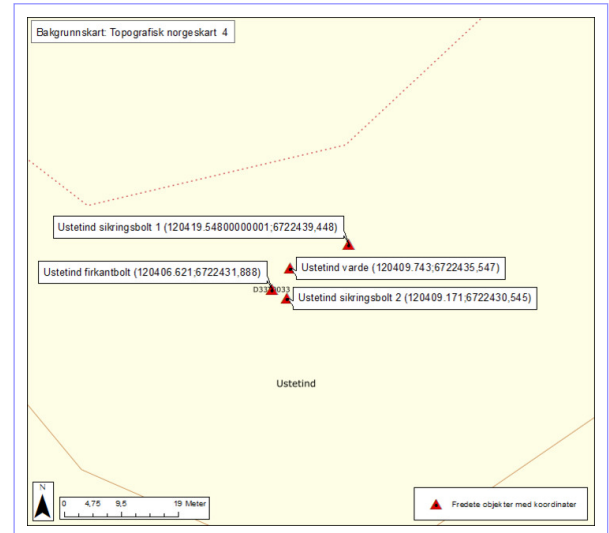 Bakgrunnskart: Topografisk norgeskart 4
Ustetind sikringsbolt 1 (120419.54800000001;6722439,448)
Ustetind varde (120409.743;6722435,547)
Ustetind firkantbolt (120406.621;6722431,888)
Ustetind sikringsbolt 2 (120409.171;6722430,545)
Ustetind
N
0 4,75 9,5 19 Meter
Fredete objekter med koordinater